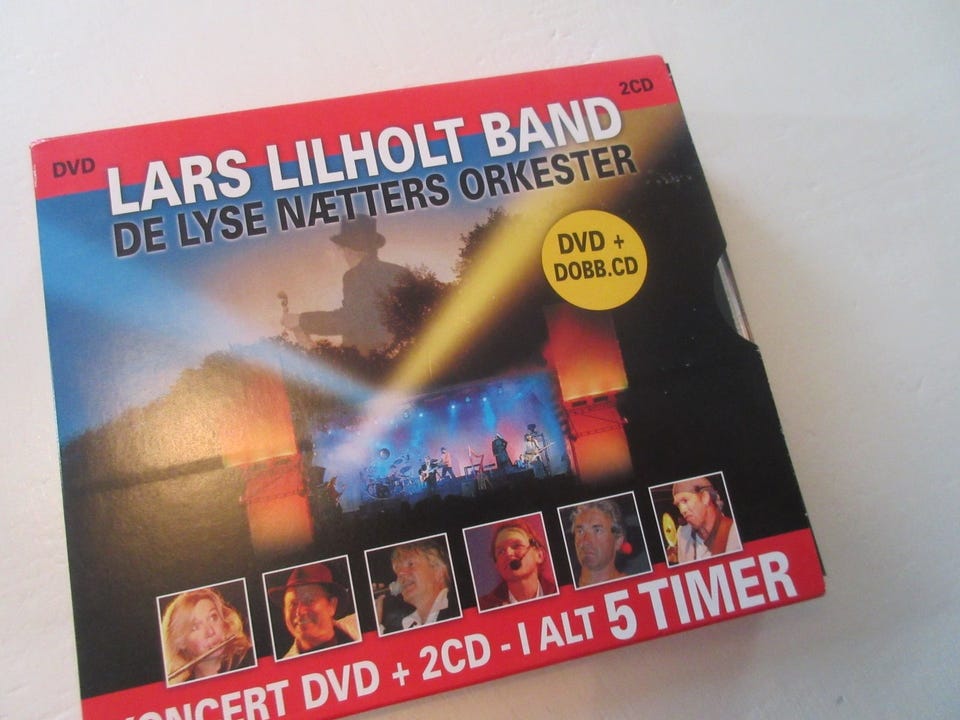 DVD
2CD
LARS LILHOLT BAND
DE LYSE NÆTTERS ORKESTER
DVD +
DOBB.CD
KONCERT DVD + 2CD - I ALT 5 TIMER